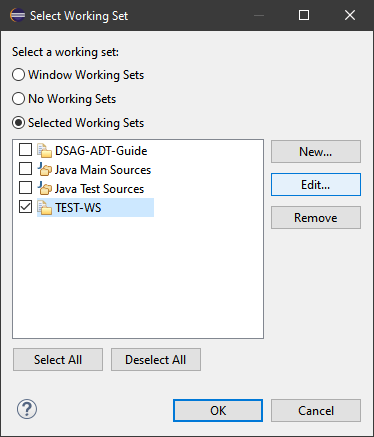 Select Working Set
Select a working set:
Window Working Sets
No Working Sets
Selected Working Sets
DSAG-ADT-Guide
Java Main Sources
Java Test Sources
TEST-WS
New...
Edit...
Remove
Select All
Deselect All
?
OK
Cancel